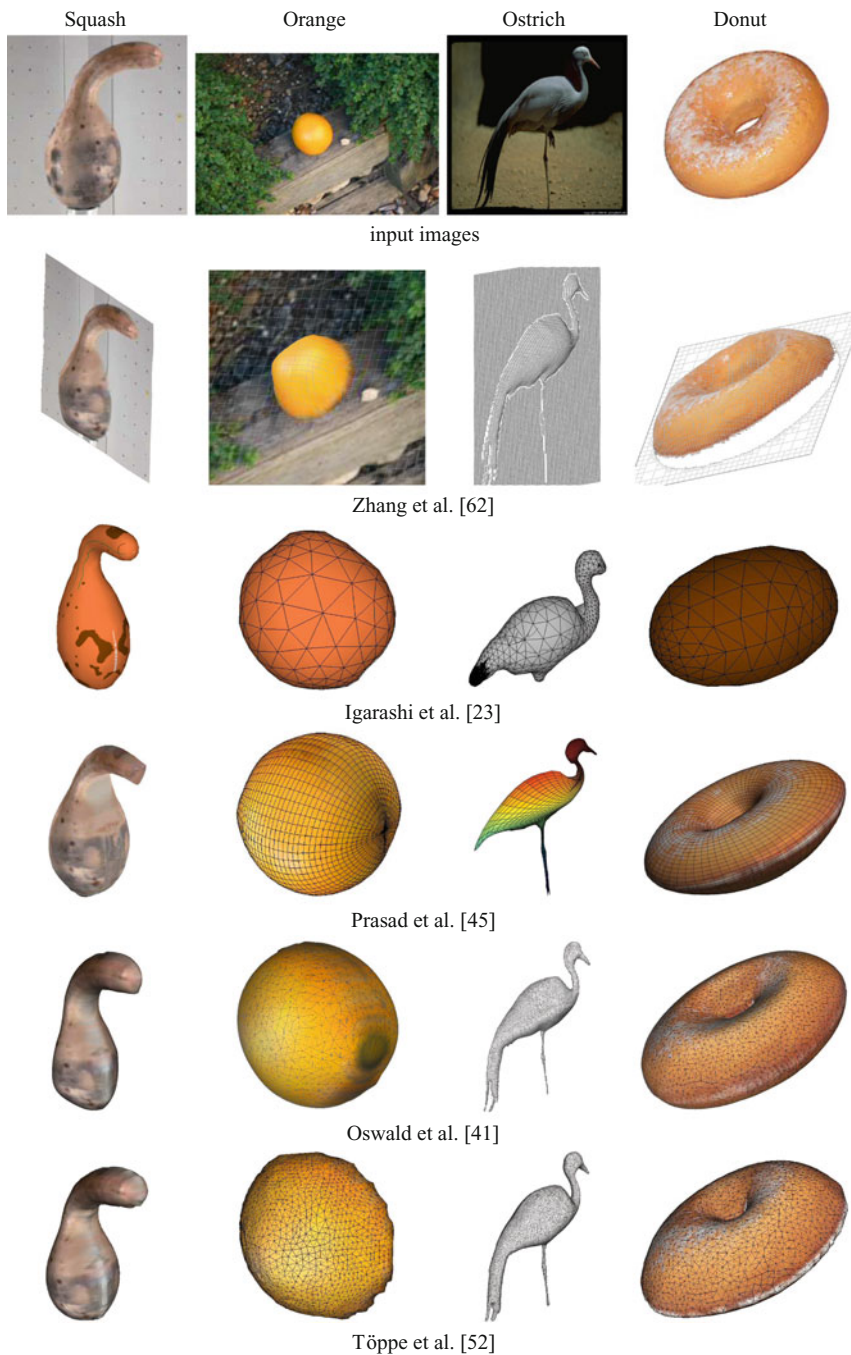 Squash Orange Ostrich Donut
input images
Zhang et al. [62]
Igarashi et al. [23]
Prasad et al. [45]
Oswald et al. [41]
Töppe et al. [52]